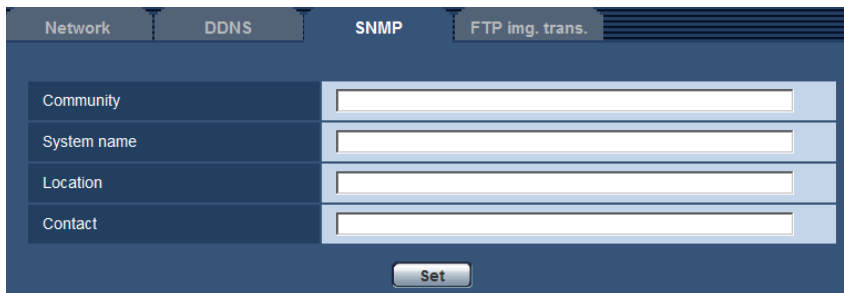 Network DDNS SNMP FTP img. trans.
Community
System name
Location
Contact
Set